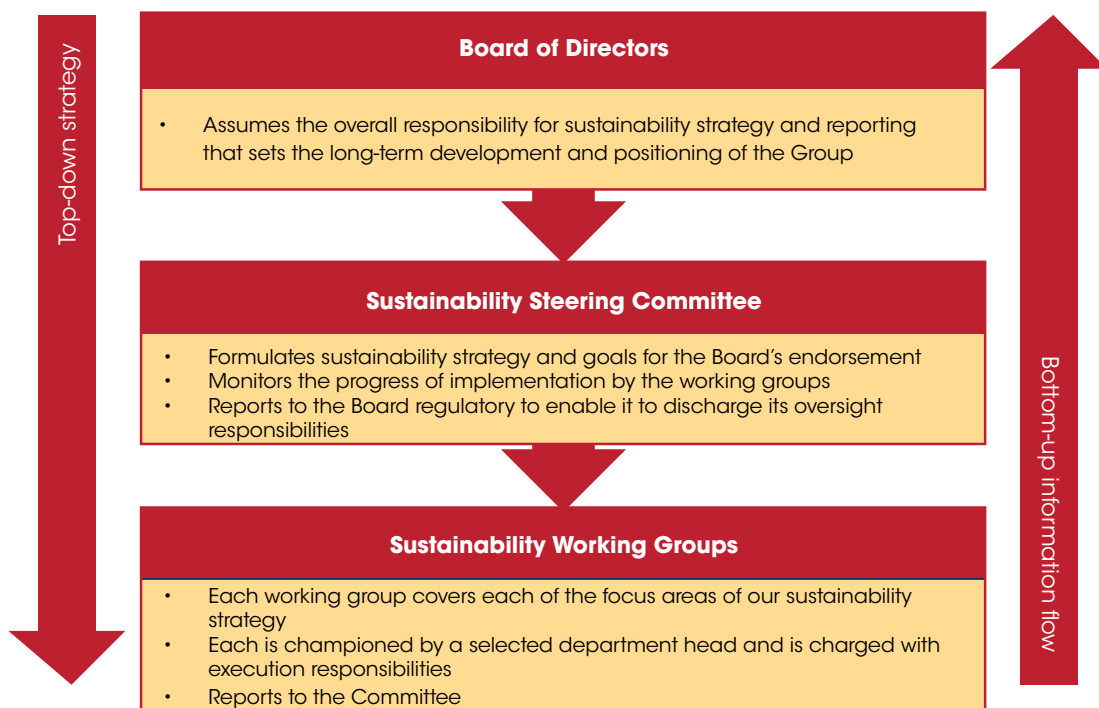 Top-down strategy
Board of Directors
• Assumes the overall responsibility for sustainability strategy and reporting
that sets the long-term development and positioning of the Group
Sustainability Steering Committee
• Formulates sustainability strategy and goals for the Board’s endorsement
• Monitors the progress of implementation by the working groups
• Reports to the Board regulatory to enable it to discharge its oversight
responsibilities
Sustainability Working Groups
• Each working group covers each of the focus areas of our sustainability
strategy
• Each is championed by a selected department head and is charged with
execution responsibilities
• Reports to the Committee
Bottom-up information flow